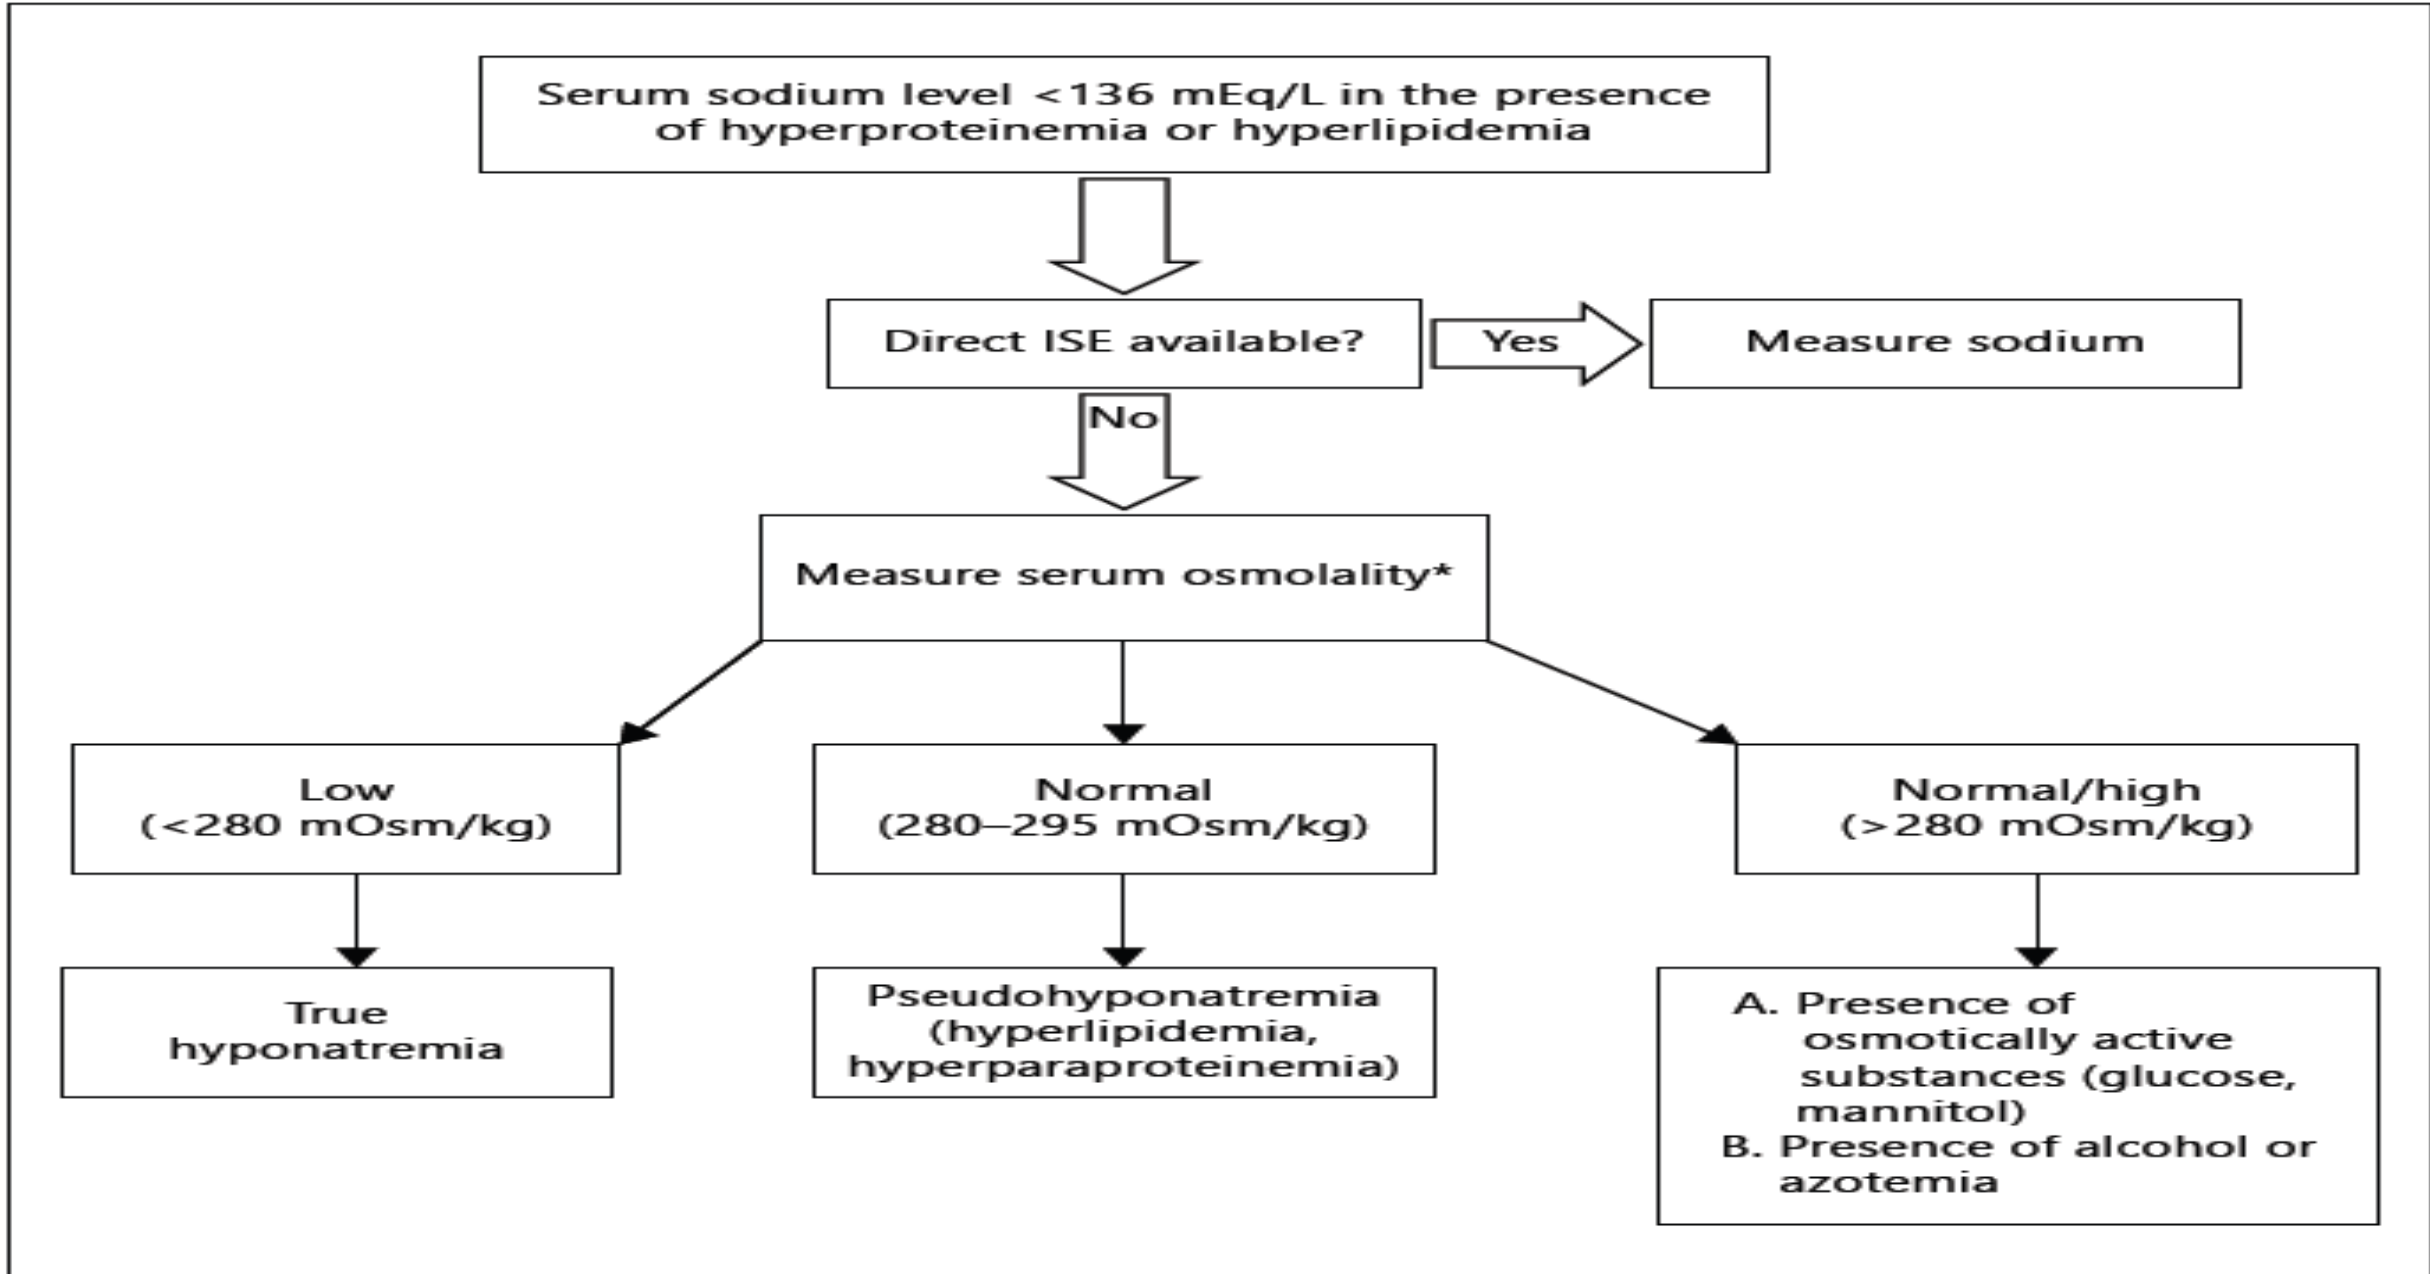 Serum sodium level <136 mEq/L in the presence
of hyperproteinemia or hyperlipidemia
Direct ISE available?
Yes
Measure sodium
No
Measure serum osmolality*
Low
(<280 mOsm/kg)
Normal
(280–295 mOsm/kg)
Normal/high
(>280 mOsm/kg)
True
hyponatremia
Pseudohyponatremia
(hyperlipidemia,
hyperparaproteinemia)
A. Presence of
osmotically active
substances (glucose,
mannitol)
B. Presence of alcohol or
azotemia